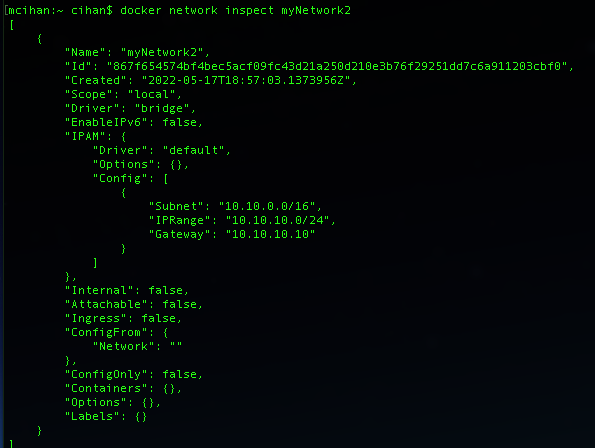 [mcihan:~ cihan$ docker network inspect myNetwork2
[
    {
        "Name": "myNetwork2",
        "Id": "867f654574bf4bec5acf09fc43d21a250d210e3b76f29251dd7c6a911203cbf0",
        "Created": "2022-05-17T18:57:03.1373956Z",
        "Scope": "local",
        "Driver": "bridge",
        "EnableIPv6": false,
        "IPAM": {
            "Driver": "default",
            "Options": {},
            "Config": [
                {
                    "Subnet": "10.10.0.0/16",
                    "IPRange": "10.10.10.0/24",
                    "Gateway": "10.10.10.10"
                }
            ]
        },
        "Internal": false,
        "Attachable": false,
        "Ingress": false,
        "ConfigFrom": {
            "Network": ""
        },
        "ConfigOnly": false,
        "Containers": {},
        "Options": {},
        "Labels": {}
    }
]